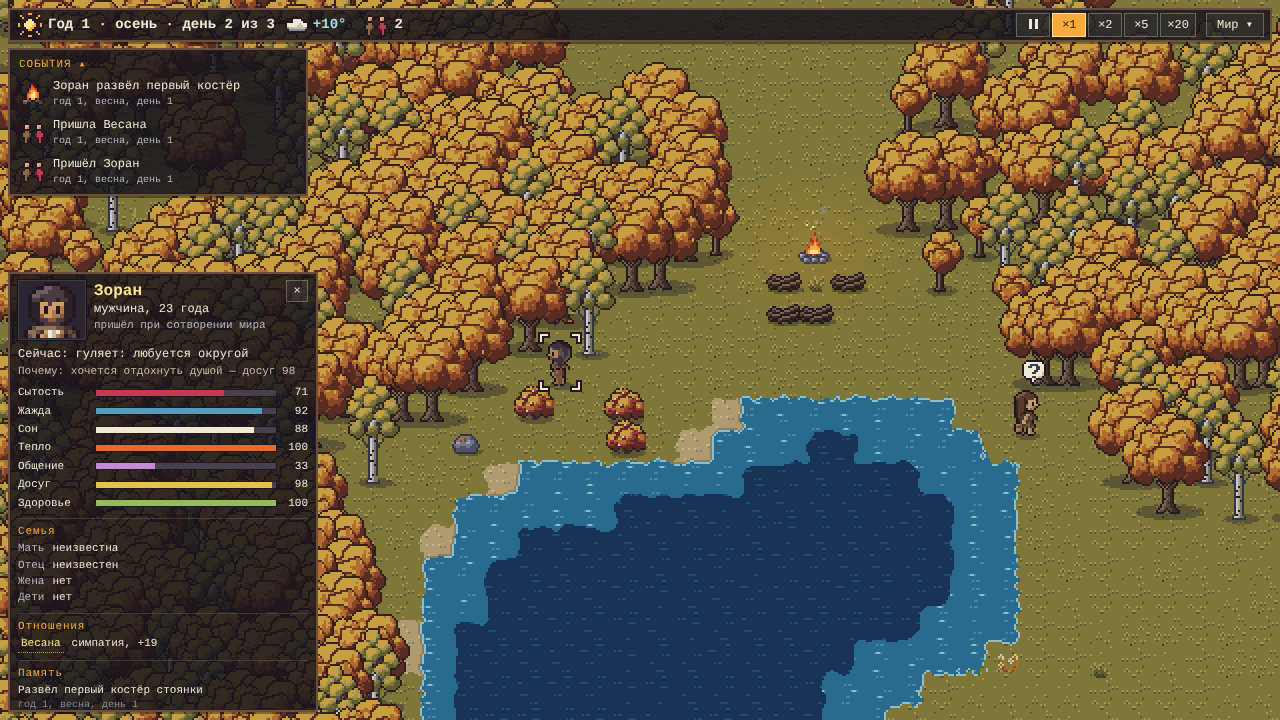 Год 1 · осень · день 2 из 3 +10° 2
×1 ×2 ×5 ×20 Мир ▾
СОБЫТИЯ ▴
Зоран развёл первый костёр
год 1, весна, день 1
Пришла Весана
год 1, весна, день 1
Пришёл Зоран
год 1, весна, день 1
Зоран ×
мужчина, 23 года
пришёл при сотворении мира
Сейчас: гуляет: любуется округой
Почему: хочется отдохнуть душой — досуг 98
Сытость 71
Жажда 92
Сон 88
Тепло 100
Общение 33
Досуг 98
Здоровье 100
Семья
Мать неизвестна
Отец неизвестен
Жена нет
Дети нет
Отношения
Весана симпатия, +19
Память
Развёл первый костёр стоянки
год 1, весна, день 1
?